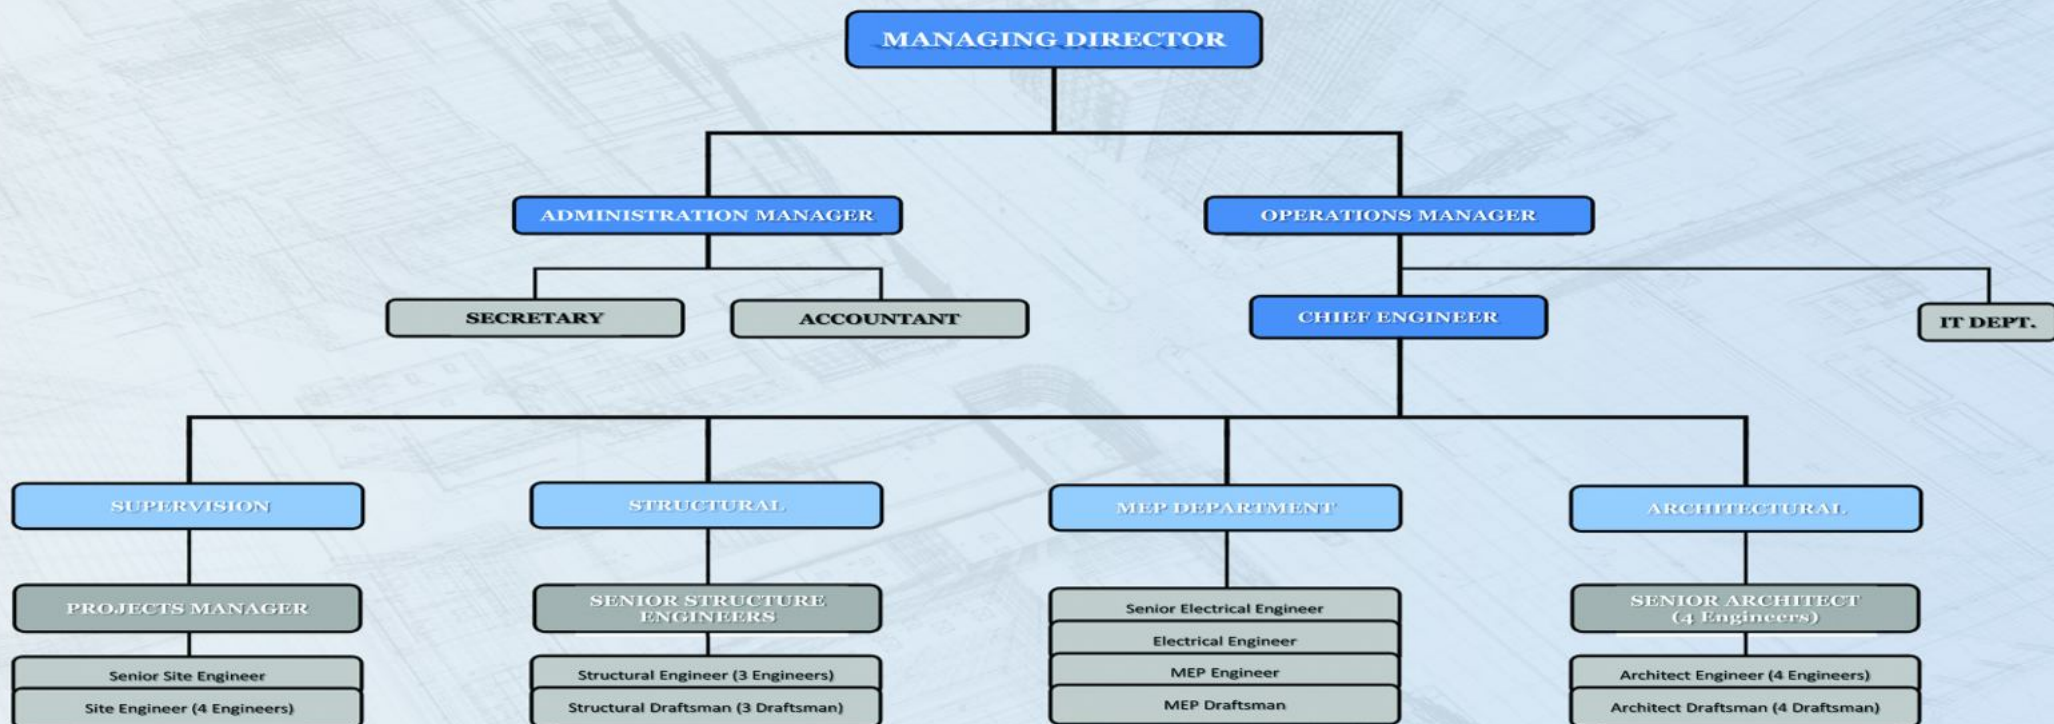 MANAGING DIRECTOR
ADMINISTRATION MANAGER
OPERATIONS MANAGER
SECRETARY
ACCOUNTANT
CHIEF ENGINEER
IT DEPT.
SUPERVISION
STRUCTURAL
MEP DEPARTMENT
ARCHITECTURAL
PROJECTS MANAGER
Senior Site Engineer
Site Engineer (4 Engineers)
SENIOR STRUCTURE
ENGINEERS
Structural Engineer (3 Engineers)
Structural Draftsman (3 Draftsman)
Senior Electrical Engineer
Electrical Engineer
MEP Engineer
MEP Draftsman
SENIOR ARCHITECT
(4 Engineers)
Architect Engineer (4 Engineers)
Architect Draftsman (4 Draftsman)